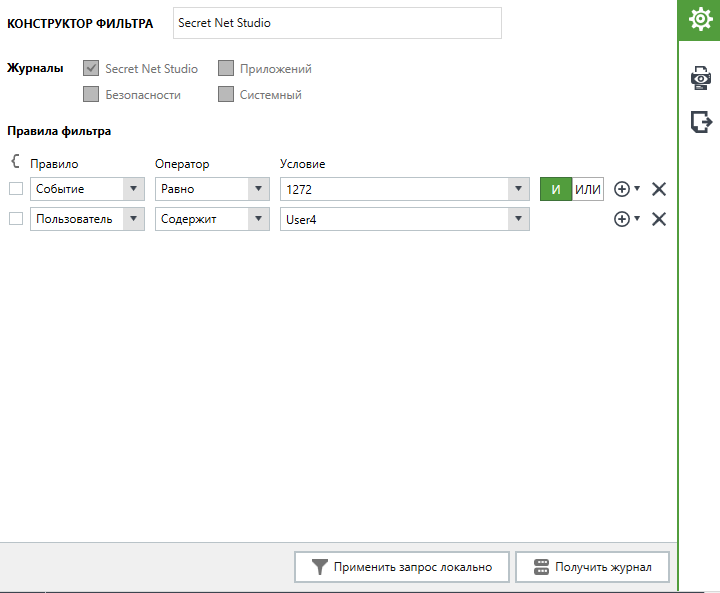 КОНСТРУКТОР ФИЛЬТРА Secret Net Studio
Журналы Secret Net Studio Приложений
Безопасности Системный
Правила фильтра
Правило Оператор Условие
Событие Равно 1272 И ИЛИ
Пользователь Содержит User4
Применить запрос локально Получить журнал